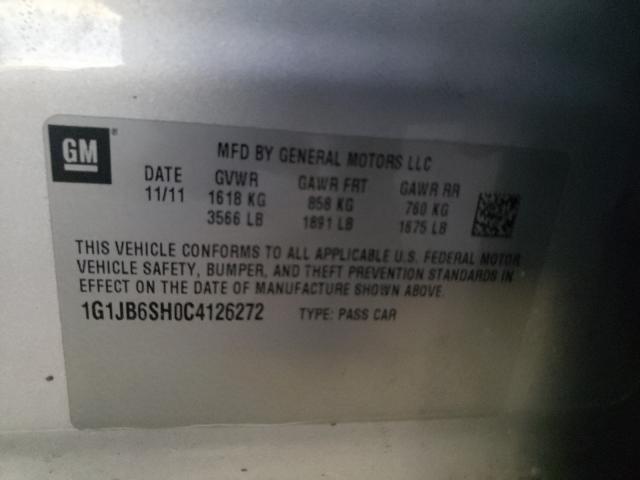 GM®
MFD BY GENERAL MOTORS LLC
DATE GVWR GAWR FRT GAWR RR
11/11 1618 KG 858 KG 760 KG
3566 LB 1891 LB 1675 LB
THIS VEHICLE CONFORMS TO ALL APPLICABLE U.S. FEDERAL MOTOR
VEHICLE SAFETY, BUMPER, AND THEFT PREVENTION STANDARDS IN
EFFECT ON THE DATE OF MANUFACTURE SHOWN ABOVE.
1G1JB6SH0C4126272 TYPE: PASS CAR